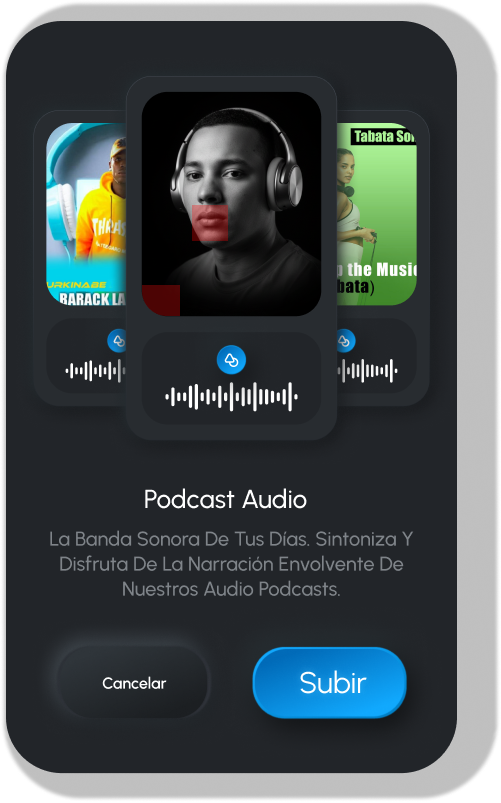 Tabata So
THRAS
URKINABE
BARACK LA
p the Music
bata)
Podcast Audio
La Banda Sonora De Tus Días. Sintoniza Y
Disfruta De La Narración Envolvente De
Nuestros Audio Podcasts.
Cancelar
Subir